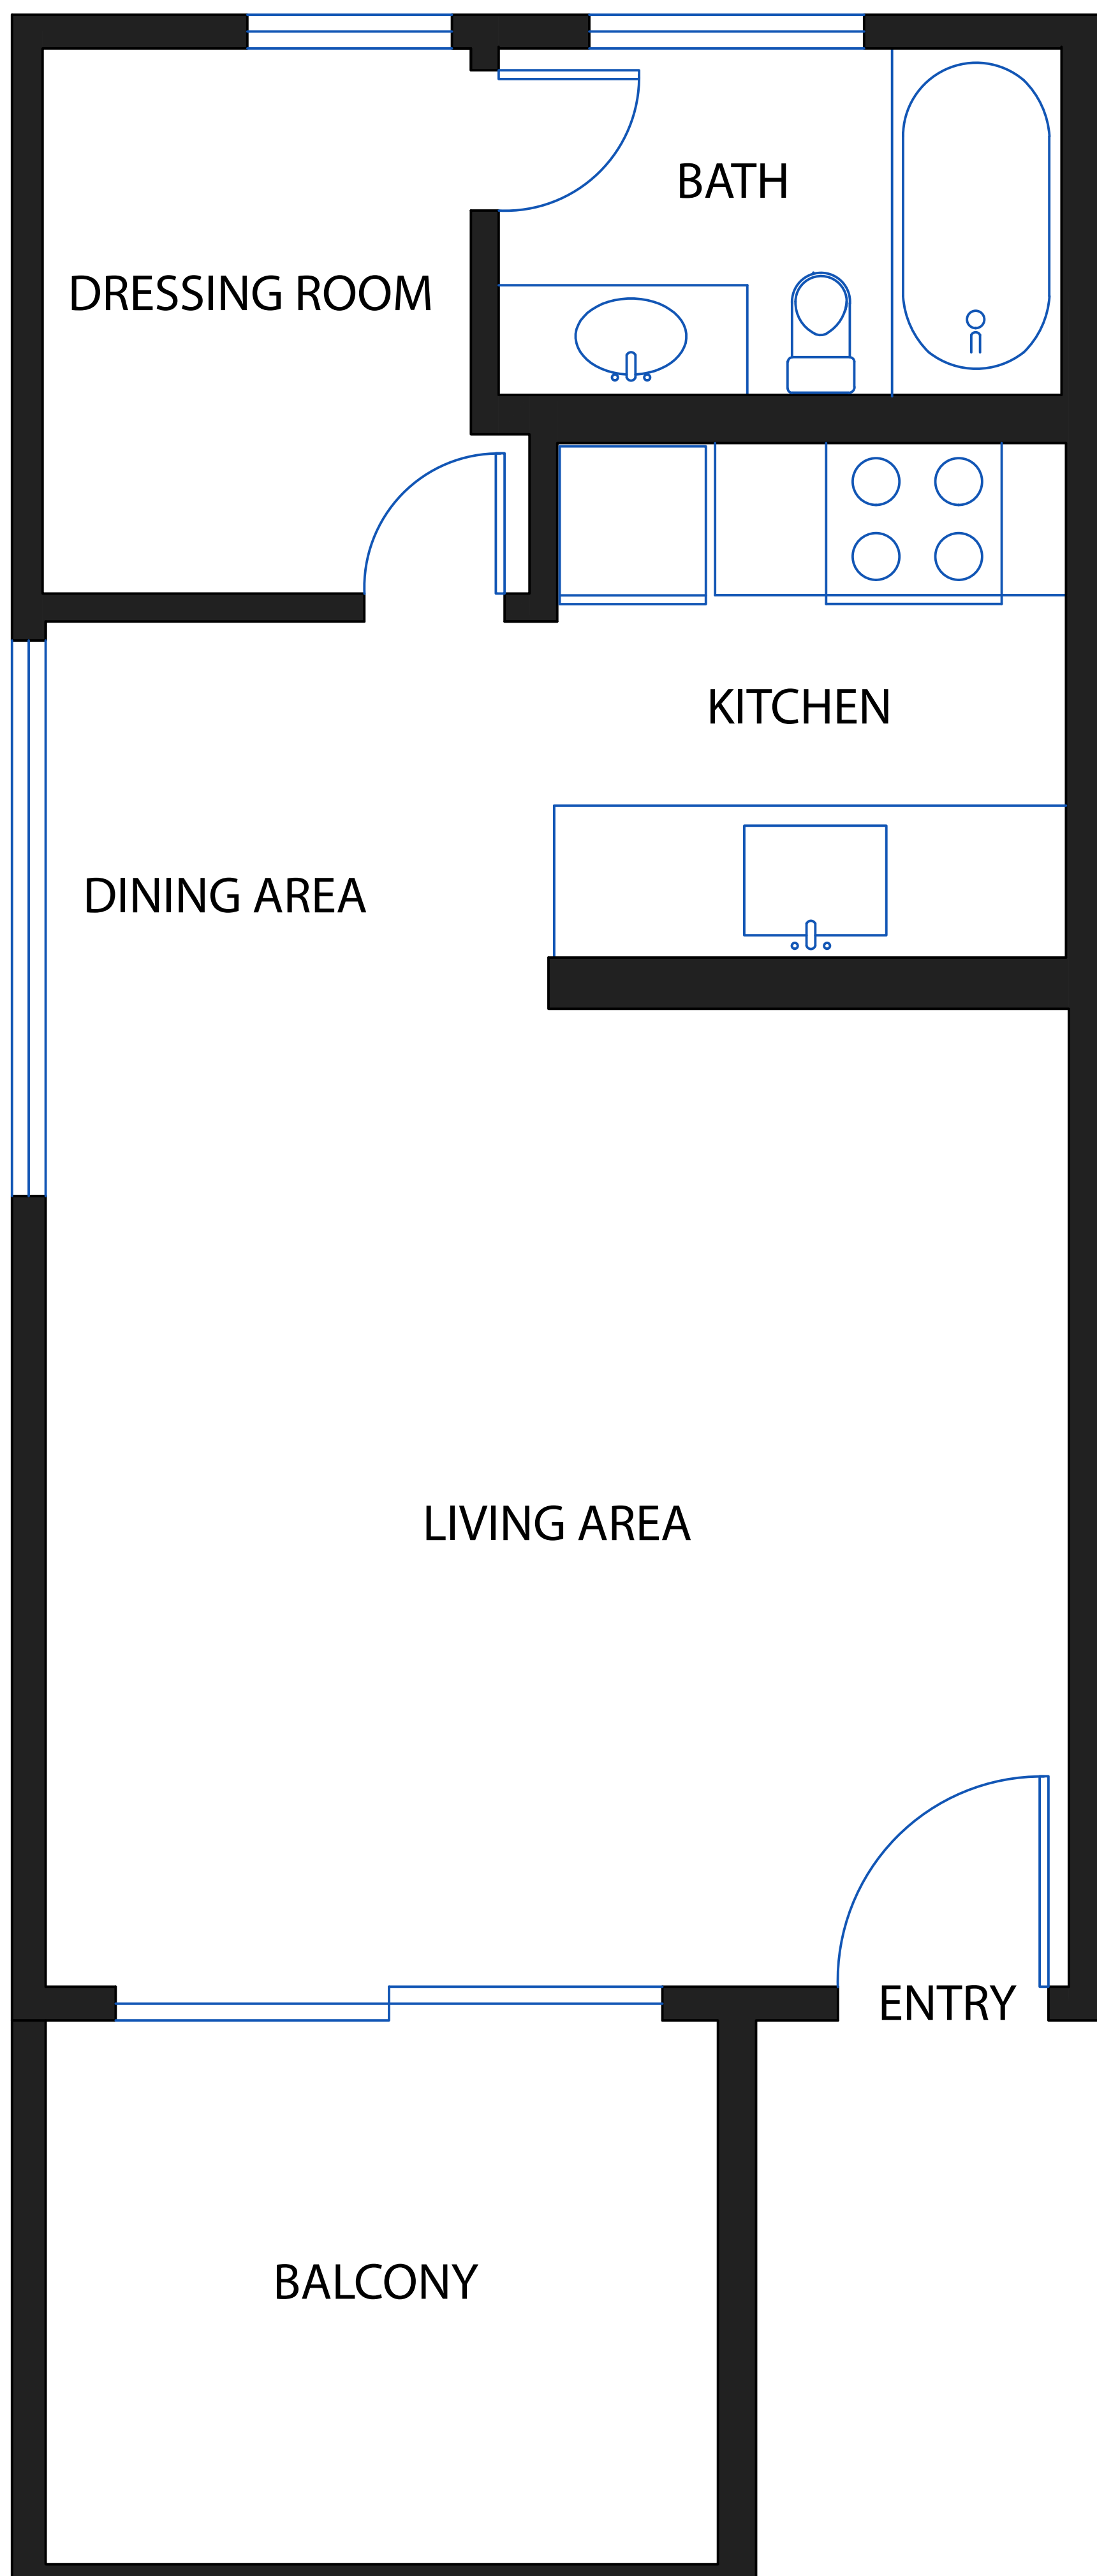 BATH
DRESSING ROOM
KITCHEN
DINING AREA
LIVING AREA
ENTRY
BALCONY